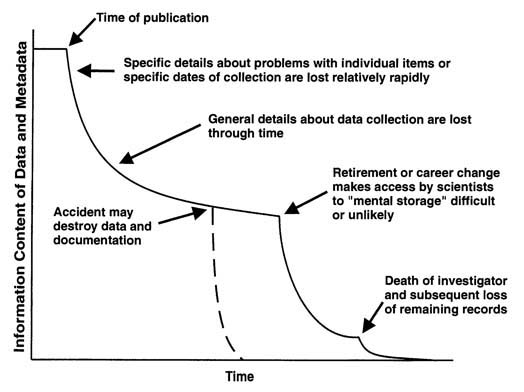 Time of publication
Specific details about problems with individual items or
specific dates of collection are lost relatively rapidly
General details about data collection are lost
through time
Retirement or career change
makes access by scientists
to "mental storage" difficult
or unlikely
Accident may
destroy data and
documentation
Death of investigator
and subsequent loss
of remaining records
Information Content of Data and Metadata
Time